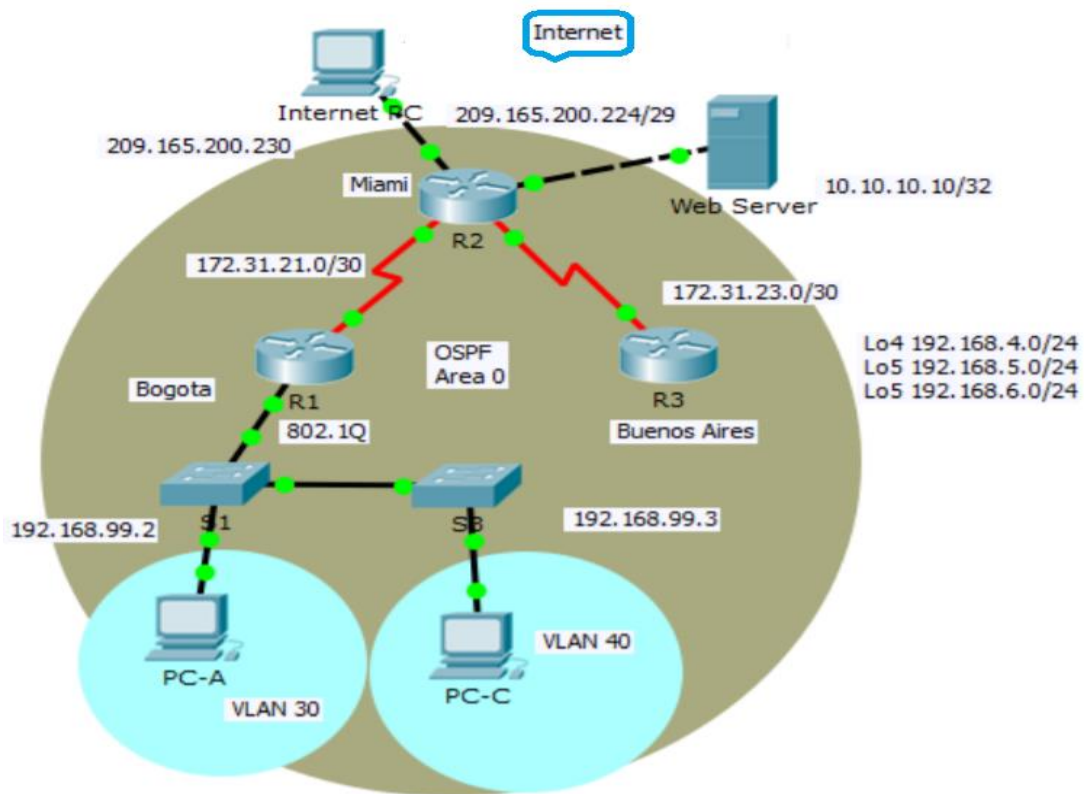 Internet
Internet PC
209.165.200.224/29
209.165.200.230
Miami
10.10.10.10/32
Web Server
R2
172.31.21.0/30
172.31.23.0/30
OSPF
Area 0
Lo4 192.168.4.0/24
Lo5 192.168.5.0/24
Lo5 192.168.6.0/24
Bogota
R1
R3
802.1Q
Buenos Aires
S1
S3
192.168.99.2
192.168.99.3
PC-A
VLAN 30
VLAN 40
PC-C